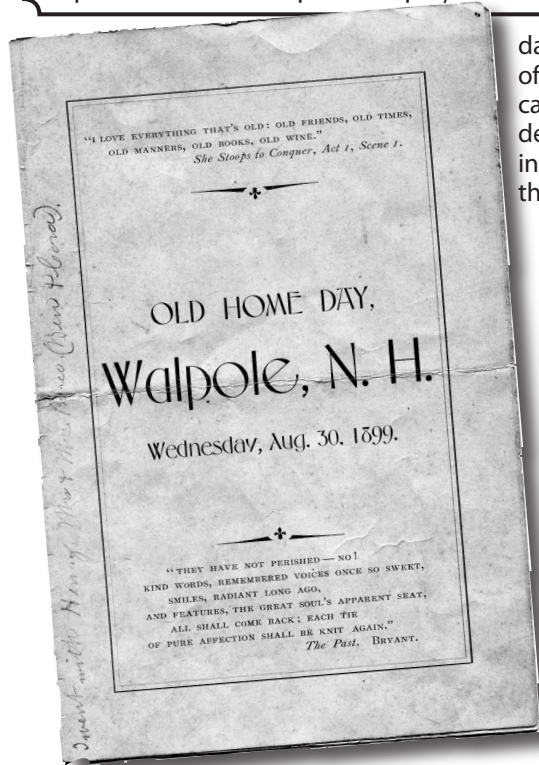 "I LOVE EVERYTHING THAT'S OLD: OLD FRIENDS, OLD TIMES,
OLD MANNERS, OLD BOOKS, OLD WINE."
She Stoops to Conquer, Act 1, Scene 1.
OLD HOME DAY,
Walpole, N. H.
Wednesday, Aug. 30. 1899.
"THEY HAVE NOT PERISHED — NO!
KIND WORDS, REMEMBERED VOICES ONCE SO SWEET,
SMILES, RADIANT LONG AGO,
AND FEATURES, THE GREAT SOUL'S APPARENT SEAT,
ALL SHALL COME BACK; EACH TIE
OF PURE AFFECTION SHALL BE KNIT AGAIN."
The Past. BRYANT.
I went with Henry Mr & Mrs
da
of
ca
de
in
th